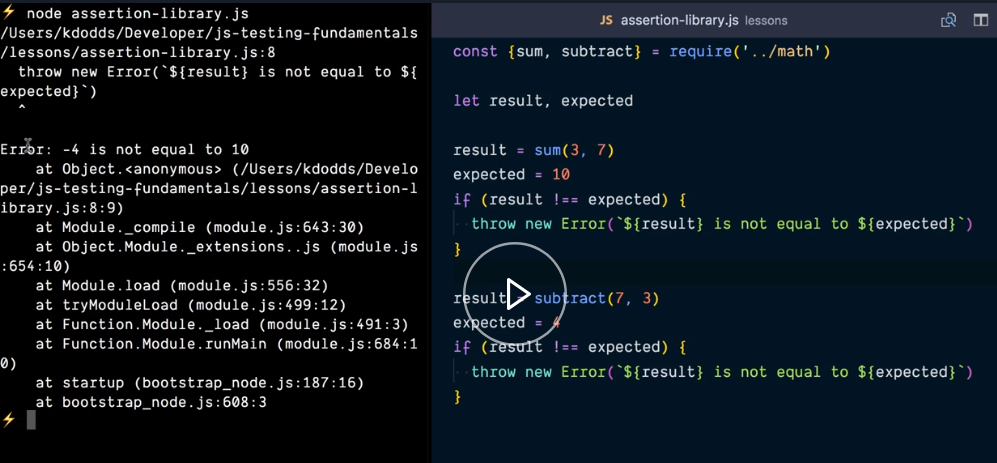 ⚡ node assertion-library.js
/Users/kdodds/Developer/js-testing-fundamentals
/lessons/assertion-library.js:8
  throw new Error(`${result} is not equal to ${
expected}`)
  ^
Error: -4 is not equal to 10
    at Object.<anonymous> (/Users/kdodds/Develo
per/js-testing-fundamentals/lessons/assertion-l
ibrary.js:8:9)
    at Module._compile (module.js:643:30)
    at Object.Module._extensions..js (module.js
:654:10)
    at Module.load (module.js:556:32)
    at tryModuleLoad (module.js:499:12)
    at Function.Module._load (module.js:491:3)
    at Function.Module.runMain (module.js:684:1
0)
    at startup (bootstrap_node.js:187:16)
    at bootstrap_node.js:608:3
⚡
JS assertion-library.js lessons
const {sum, subtract} = require('../math')
let result, expected
result = sum(3, 7)
expected = 10
if (result !== expected) {
  throw new Error(`${result} is not equal to ${expected}`)
}
result = subtract(7, 3)
expected = 4
if (result !== expected) {
  throw new Error(`${result} is not equal to ${expected}`)
}